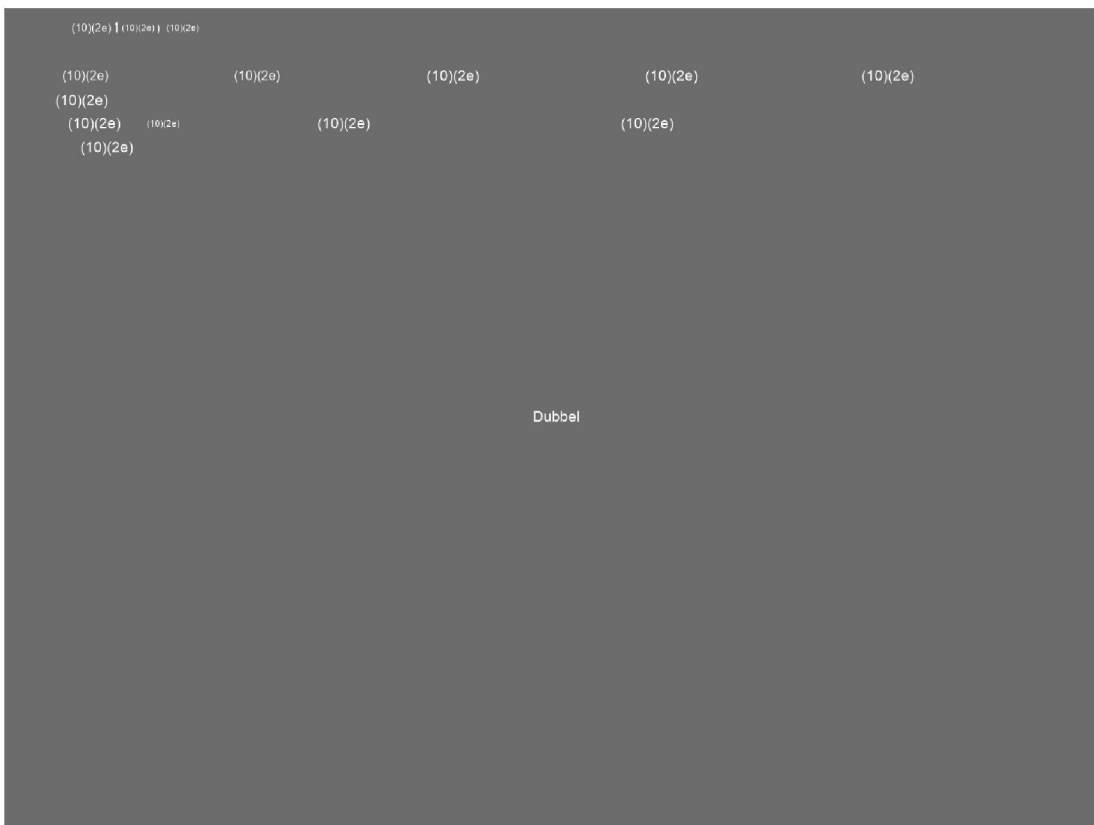 (10)(2e) (10)(2e) (10)(2e)
(10)(2e) (10)(2e) (10)(2e) (10)(2e) (10)(2e)
(10)(2e)
(10)(2e) (10)(2e) (10)(2e) (10)(2e)
(10)(2e)
Dubbel